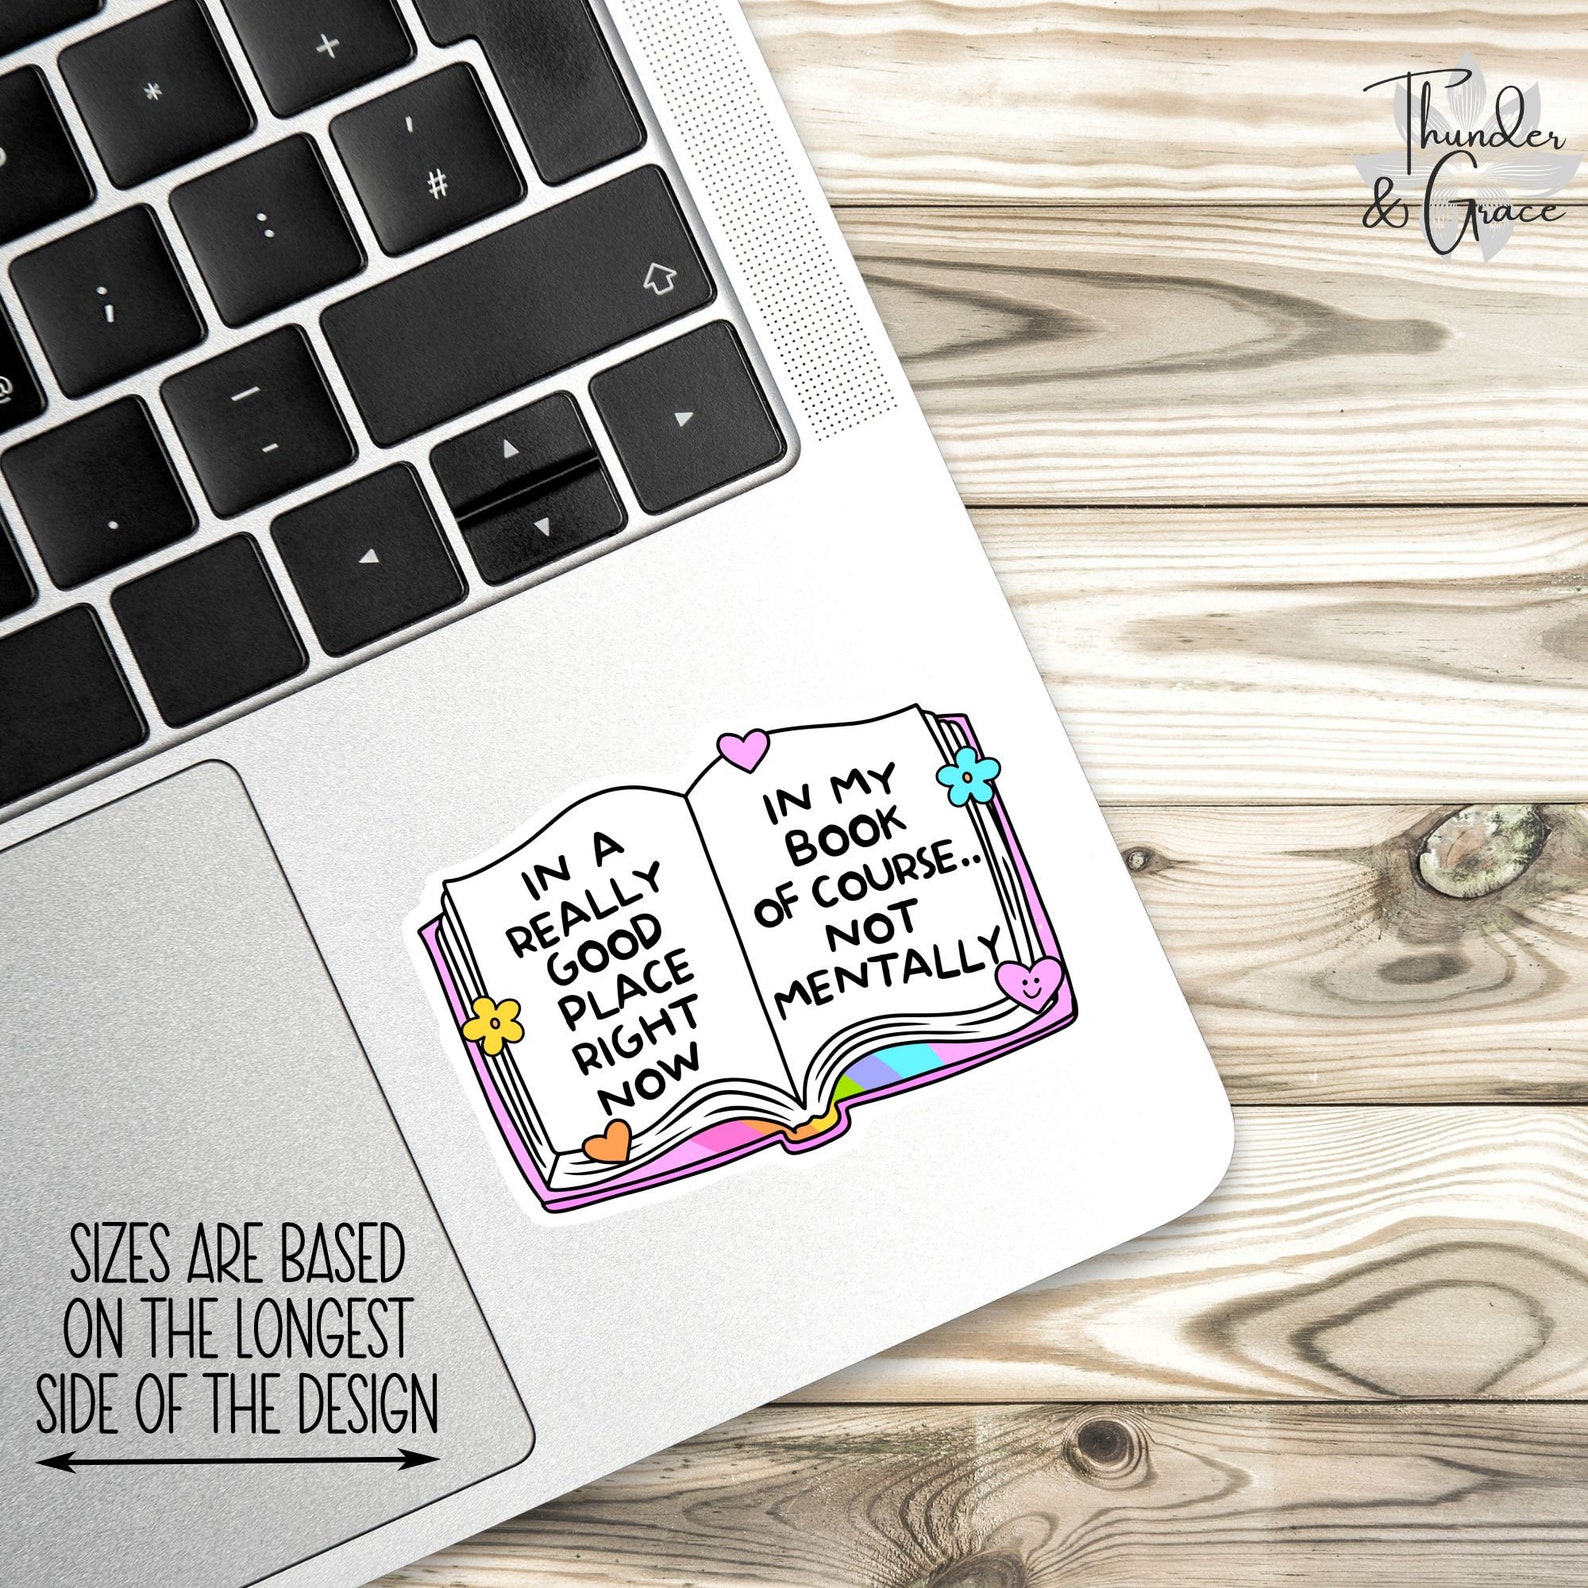 Thunder
& Grace
IN A
REALLY
GOOD
PLACE
RIGHT
NOW
IN MY
BOOK
OF COURSE..
NOT
MENTALLY
SIZES ARE BASED
ON THE LONGEST
SIDE OF THE DESIGN
*
+
'
#
:
;
@
_
-
.